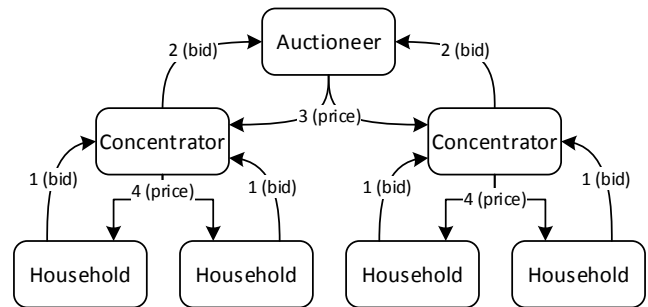 Auctioneer
2 (bid)
2 (bid)
3 (price)
Concentrator
Concentrator
1 (bid)
4 (price)
1 (bid)
1 (bid)
4 (price)
1 (bid)
Household
Household
Household
Household